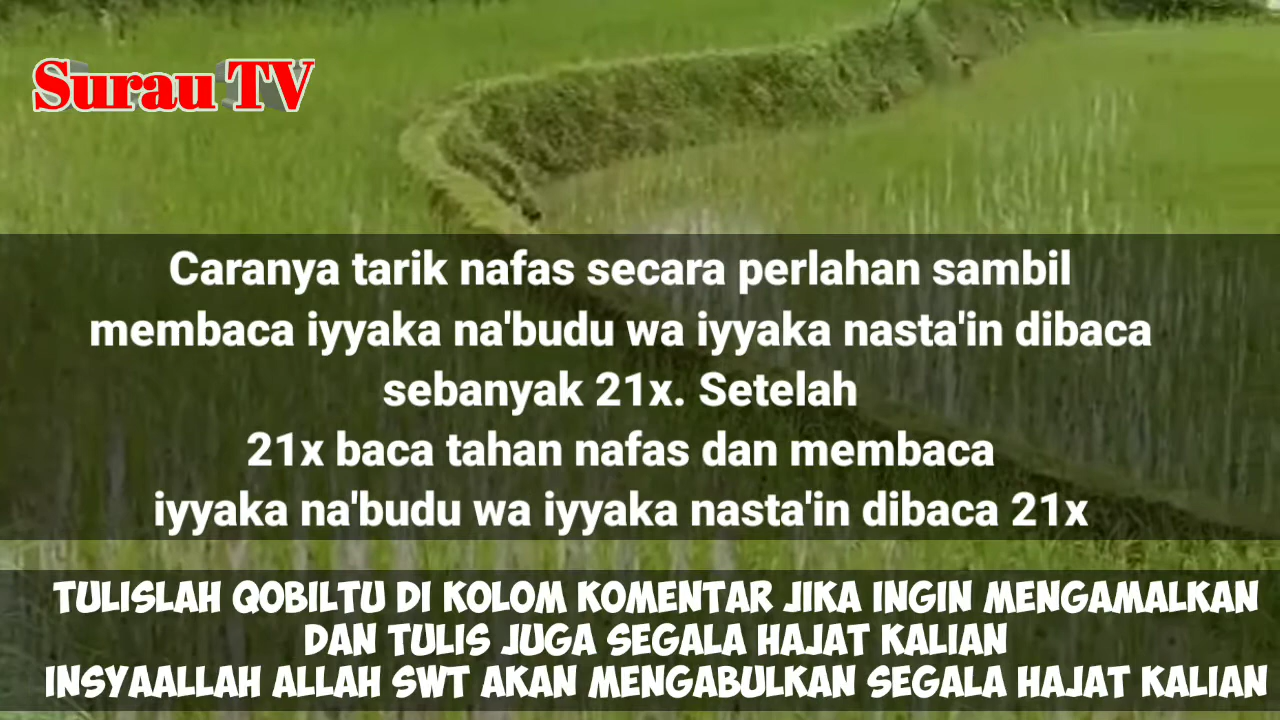 Surau TV
Caranya tarik nafas secara perlahan sambil
membaca iyyaka na'budu wa iyyaka nasta'in dibaca
sebanyak 21x. Setelah
21x baca tahan nafas dan membaca
iyyaka na'budu wa iyyaka nasta'in dibaca 21x
TULISLAH QOBILTU DI KOLOM KOMENTAR JIKA INGIN MENGAMALKAN
DAN TULIS JUGA SEGALA HAJAT KALIAN
INSYAALLAH ALLAH SWT AKAN MENGABULKAN SEGALA HAJAT KALIAN